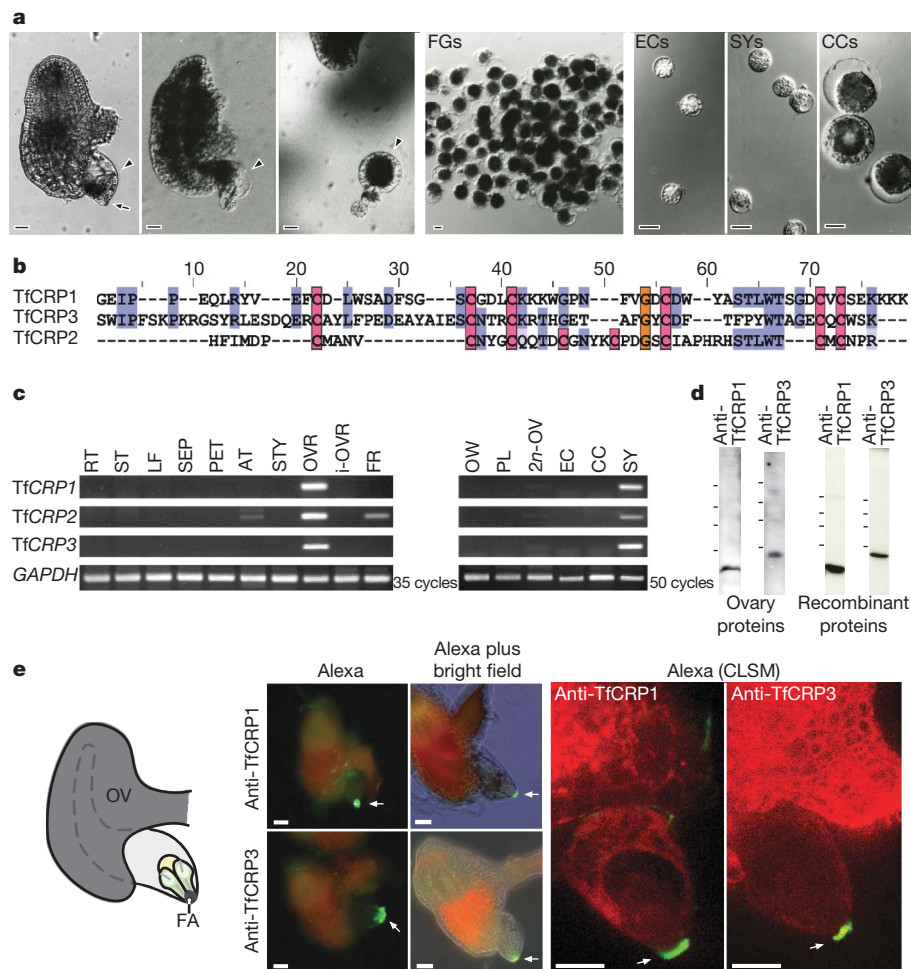 a
FGs
ECs
SYs
CCs
b
10 20 30 40 50 60 70
TfCRP1 GEIP---P--EQLRYV---EFCD-LWSADFSG---SCGDLCKKKWGPN---FVGDCDW--YASTLWTSGDCVCSEKKKK
TfCRP3 SWIPFSKPKRGSYRLESDQERCAYLFPEDEAYAIESCNTRCKRTHGET---AFGYCDF---TFPYWTAGECQCWSK---
TfCRP2 -----------HFIMDP----CMANV----------CNYGCQQTDCGNYKCPDGSCIAPHRHSTLWT---CMCNPR---
c
RT ST LF SEP PET AT STY OVR i-OVR FR
OW PL 2n-OV EC CC SY
TfCRP1
TfCRP2
TfCRP3
GAPDH
35 cycles
50 cycles
d
Anti-TfCRP1
Anti-TfCRP3
Anti-TfCRP1
Anti-TfCRP3
Ovary proteins
Recombinant proteins
e
OV
FA
Alexa
Alexa plus bright field
Alexa (CLSM)
Anti-TfCRP1
Anti-TfCRP3
Anti-TfCRP1
Anti-TfCRP3